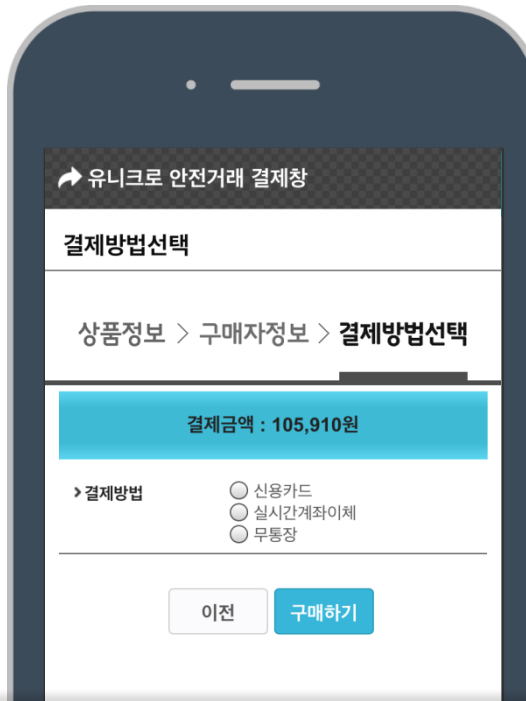 유니크로 안전거래 결제창
결제방법선택
상품정보 > 구매자정보 > 결제방법선택
결제금액 : 105,910원
> 결제방법
신용카드
실시간계좌이체
무통장
이전 구매하기